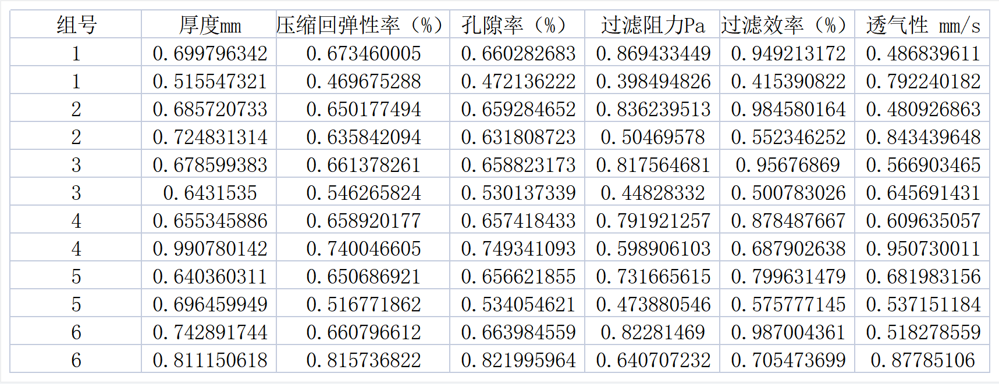 组号 厚度mm 压缩回弹性率（%） 孔隙率（%） 过滤阻力Pa 过滤效率（%） 透气性 mm/s
1 0.699796342 0.673460005 0.660282683 0.869433449 0.949213172 0.486839611
1 0.515547321 0.469675288 0.472136222 0.398494826 0.415390822 0.792240182
2 0.685720733 0.650177494 0.659284652 0.836239513 0.984580164 0.480926863
2 0.724831314 0.635842094 0.631808723 0.50469578 0.552346252 0.843439648
3 0.678599383 0.661378261 0.658823173 0.817564681 0.95676869 0.566903465
3 0.6431535 0.546265824 0.530137339 0.44828332 0.500783026 0.645691431
4 0.655345886 0.658920177 0.657418433 0.791921257 0.878487667 0.609635057
4 0.990780142 0.740046605 0.749341093 0.598906103 0.687902638 0.950730011
5 0.640360311 0.650686921 0.656621855 0.731665615 0.799631479 0.681983156
5 0.696459949 0.516771862 0.534054621 0.473880546 0.575777145 0.537151184
6 0.742891744 0.660796612 0.663984559 0.82281469 0.987004361 0.518278559
6 0.811150618 0.815736822 0.821995964 0.640707232 0.705473699 0.87785106